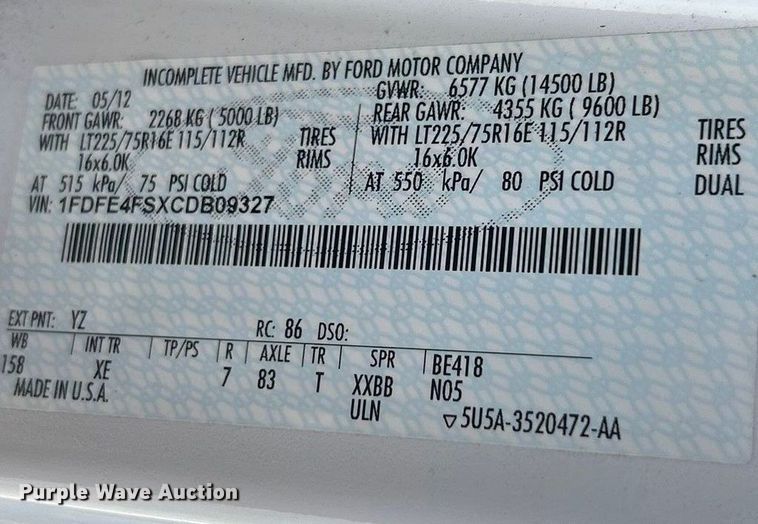 INCOMPLETE VEHICLE MFD. BY FORD MOTOR COMPANY
DATE: 05/12 GVWR: 6577 KG (14500 LB)
FRONT GAWR: 2268 KG ( 5000 LB) REAR GAWR: 4355 KG ( 9600 LB)
WITH LT225/75R16E 115/112R TIRES WITH LT225/75R16E 115/112R TIRES
16x6.0K RIMS 16x6.0K RIMS
AT 515 kPa/ 75 PSI COLD AT 550 kPa/ 80 PSI COLD DUAL
VIN: 1FDFE4FSXCDB09327
EXT PNT: YZ RC: 86 DSO:
WB INT TR TP/PS R AXLE TR SPR BE418
158 XE 7 83 T XXBB N05
MADE IN U.S.A. ULN 5U5A-3520472-AA
Purple Wave Auction